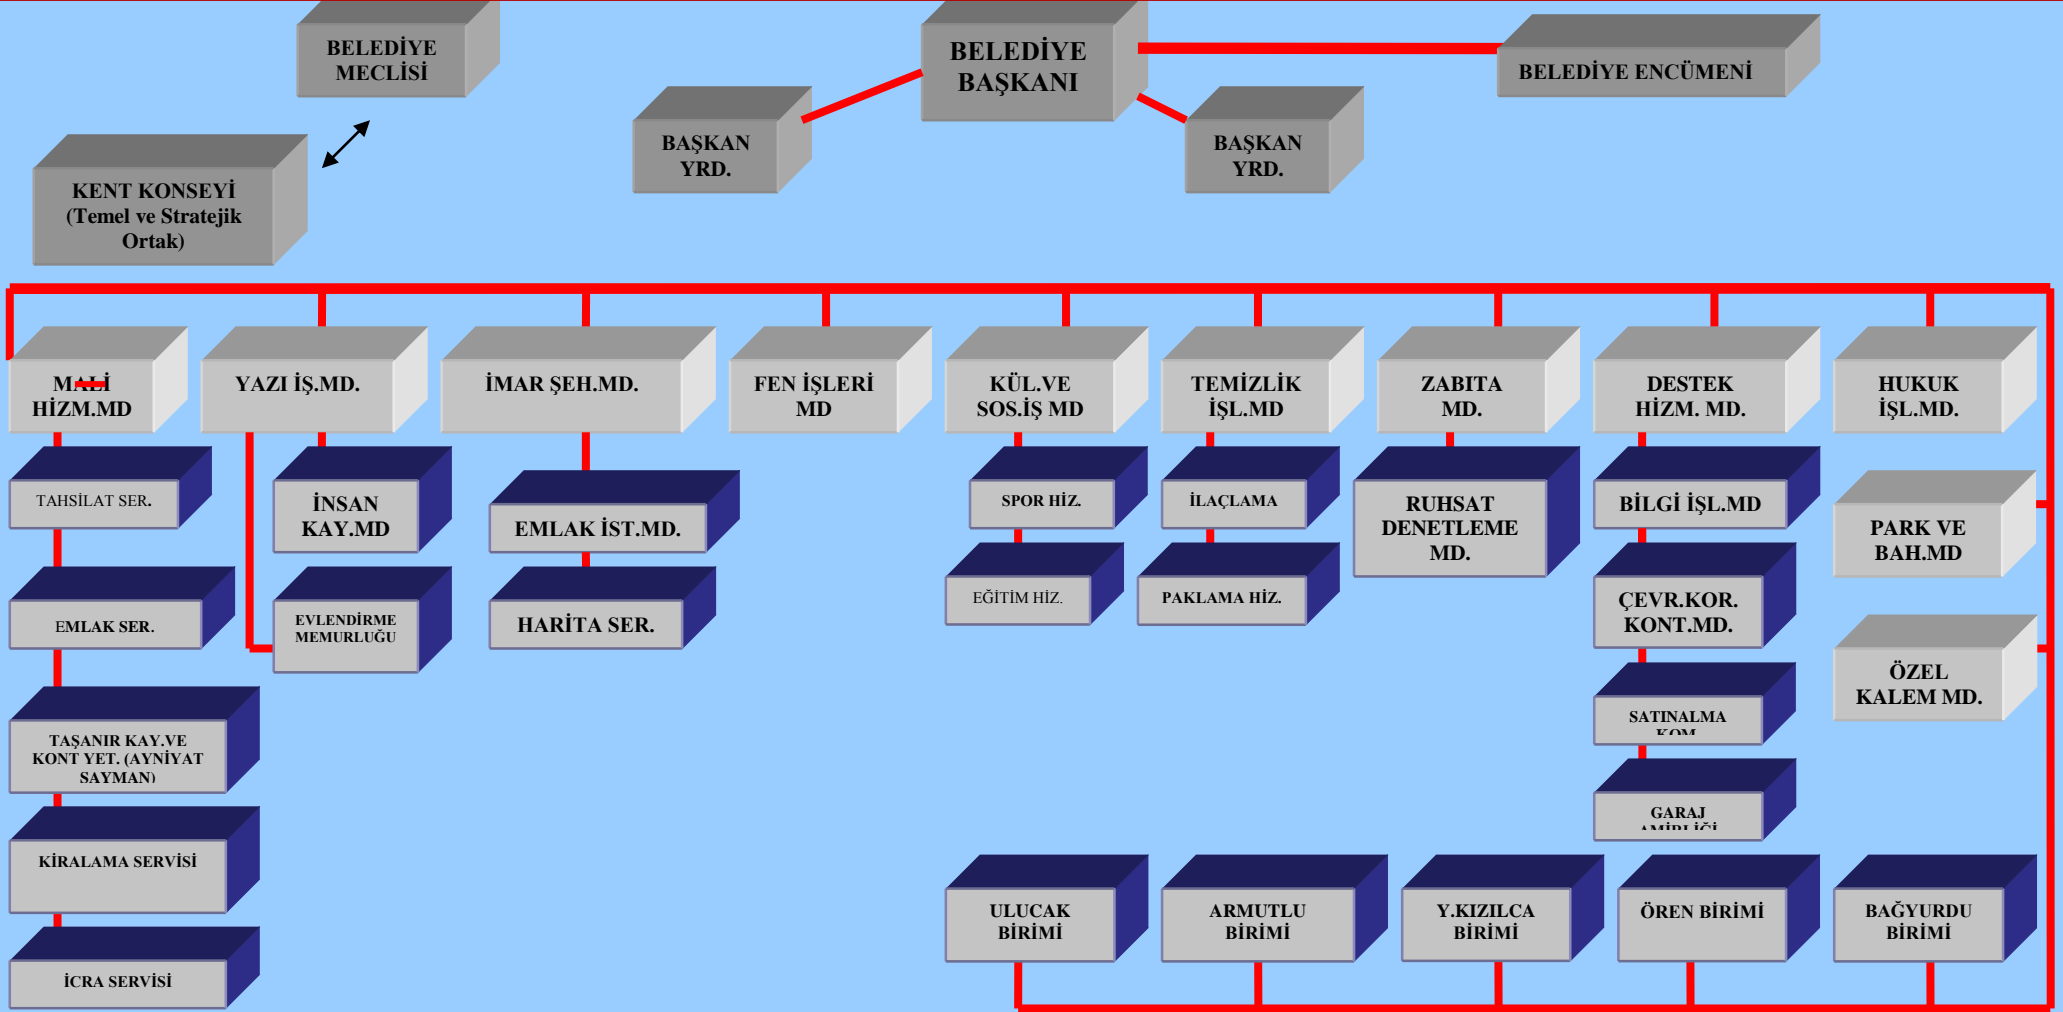 BELEDİYE
MECLİSİ
BELEDİYE
BAŞKANI
BELEDİYE ENCÜMENİ
BAŞKAN
YRD.
BAŞKAN
YRD.
KENT KONSEYİ
(Temel ve Stratejik
Ortak)
MALİ
HİZM.MD
YAZI İŞ.MD.
İMAR ŞEH.MD.
FEN İŞLERİ
MD
KÜL.VE
SOS.İŞ MD
TEMİZLİK
İŞL.MD
ZABITA
MD.
DESTEK
HİZM. MD.
HUKUK
İŞL.MD.
TAHSİLAT SER.
İNSAN
KAY.MD
EMLAK İST.MD.
SPOR HİZ.
İLAÇLAMA
RUHSAT
DENETLEME
MD.
BİLGİ İŞL.MD
PARK VE
BAH.MD
EMLAK SER.
EVLENDİRME
MEMURLUĞU
HARİTA SER.
EĞİTİM HİZ.
PAKLAMA HİZ.
ÇEVR.KOR.
KONT.MD.
ÖZEL
KALEM MD.
TAŞANIR KAY.VE
KONT YET. (AYNİYAT
SAYMAN)
SATINALMA
KOM
GARAJ
AMİRLİĞİ
KİRALAMA SERVİSİ
İCRA SERVİSİ
ULUCAK
BİRİMİ
ARMUTLU
BİRİMİ
Y.KIZILCA
BİRİMİ
ÖREN BİRİMİ
BAĞYURDU
BİRİMİ